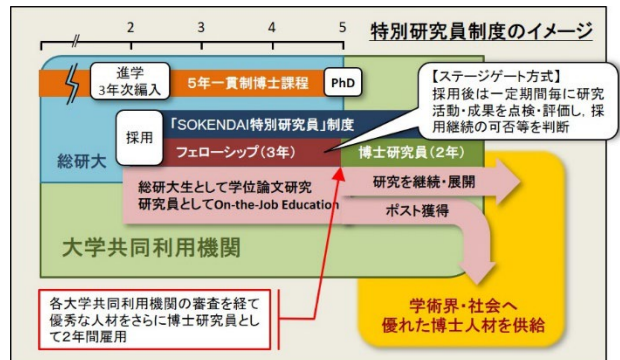 特別研究員制度のイメージ
2 3 4 5
進学
3年次編入
5年一貫制博士課程
PhD
【ステージゲート方式】
採用後は一定期間毎に研究
活動・成果を点検・評価し，採
用継続の可否等を判断
採用
「SOKENDAI特別研究員」制度
フェローシップ（3年）
博士研究員（2年）
総研大
総研大生として学位論文研究
研究員としてOn-the-Job Education
研究を継続・展開
ポスト獲得
大学共同利用機関
各大学共同利用機関の審査を経て
優秀な人材をさらに博士研究員とし
て2年間雇用
学術界・社会へ
優れた博士人材を供給